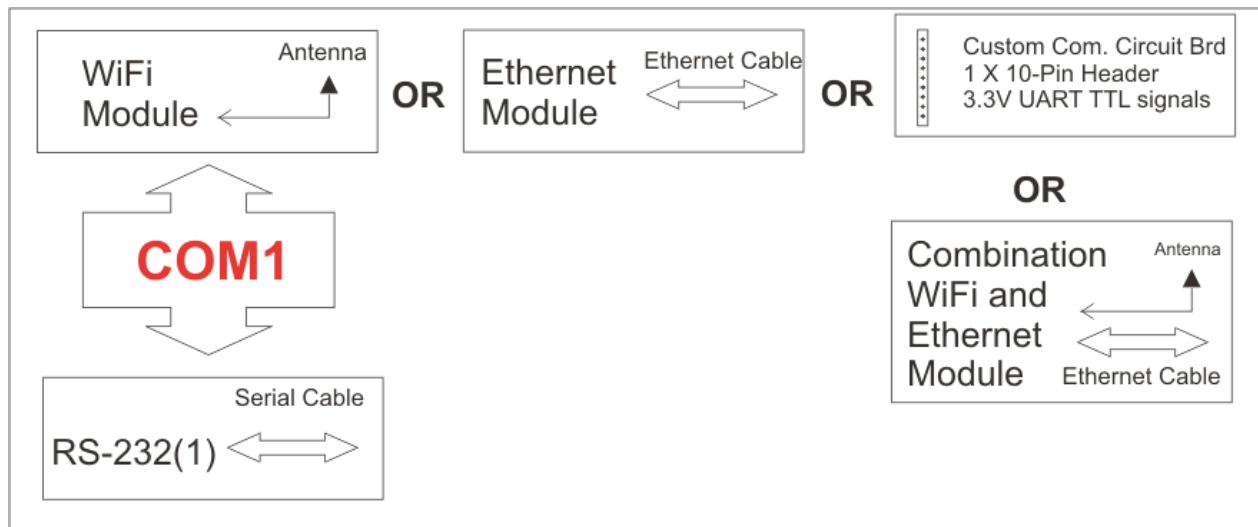 WiFi
Module
Antenna
OR
Ethernet
Module
Ethernet Cable
OR
Custom Com. Circuit Brd
1 X 10-Pin Header
3.3V UART TTL signals
OR
COM1
Combination
WiFi and
Ethernet
Module
Antenna
Ethernet Cable
Serial Cable
RS-232(1)